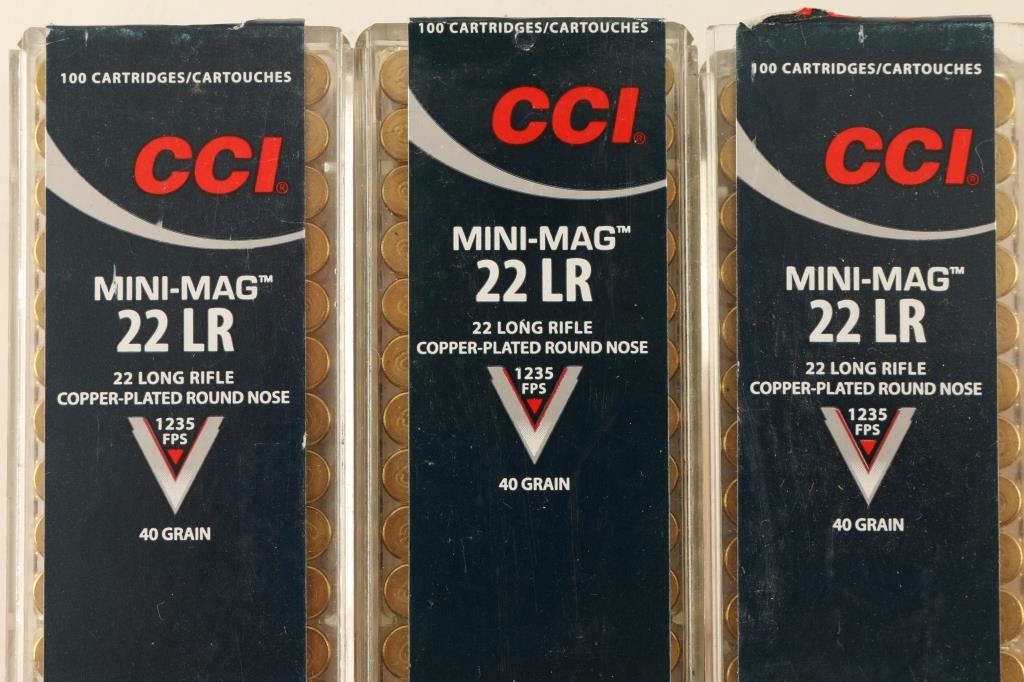 100 CARTRIDGES/CARTOUCHES
CCI®
MINI-MAG™
22 LR
22 LONG RIFLE
COPPER-PLATED ROUND NOSE
1235
FPS
40 GRAIN
100 CARTRIDGES/CARTOUCHES
CCI®
MINI-MAG™
22 LR
22 LONG RIFLE
COPPER-PLATED ROUND NOSE
1235
FPS
40 GRAIN
100 CARTRIDGES/CARTOUCHES
CCI®
MINI-MAG™
22 LR
22 LONG RIFLE
COPPER-PLATED ROUND NOSE
1235
FPS
40 GRAIN